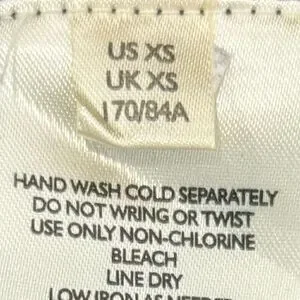 US XS
UK XS
170/84A
HAND WASH COLD SEPARATELY
DO NOT WRING OR TWIST
USE ONLY NON-CHLORINE
BLEACH
LINE DRY
LOW IRON AS NEEDED